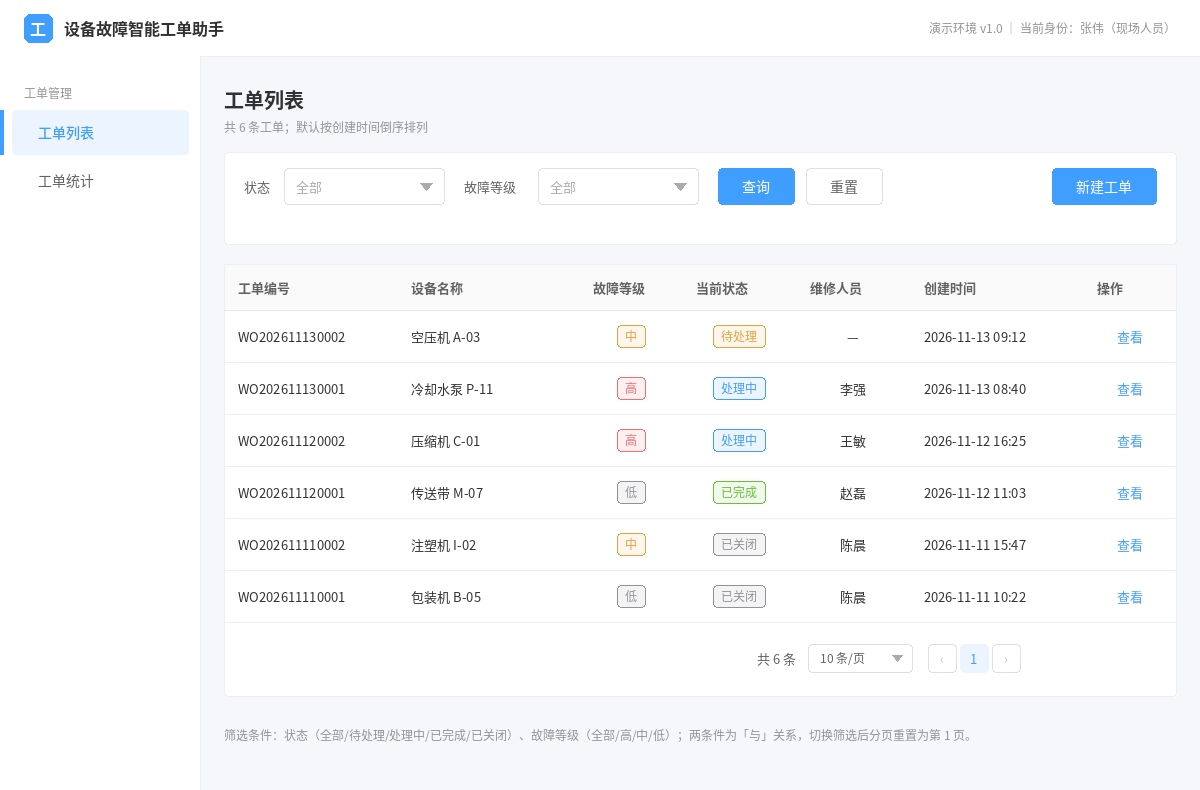 工 设备故障智能工单助手 演示环境 v1.0 | 当前身份：张伟（现场人员）
工单管理
工单列表
工单统计
工单列表
共 6 条工单；默认按创建时间倒序排列
状态 全部 故障等级 全部 查询 重置 新建工单
工单编号 设备名称 故障等级 当前状态 维修人员 创建时间 操作
WO202611130002 空压机 A-03 中 待处理 — 2026-11-13 09:12 查看
WO202611130001 冷却水泵 P-11 高 处理中 李强 2026-11-13 08:40 查看
WO202611120002 压缩机 C-01 高 处理中 王敏 2026-11-12 16:25 查看
WO202611120001 传送带 M-07 低 已完成 赵磊 2026-11-12 11:03 查看
WO202611110002 注塑机 I-02 中 已关闭 陈晨 2026-11-11 15:47 查看
WO202611110001 包装机 B-05 低 已关闭 陈晨 2026-11-11 10:22 查看
共 6 条 10 条/页 ‹ 1 ›
筛选条件：状态（全部/待处理/处理中/已完成/已关闭）、故障等级（全部/高/中/低）；两条件为「与」关系，切换筛选后分页重置为第 1 页。